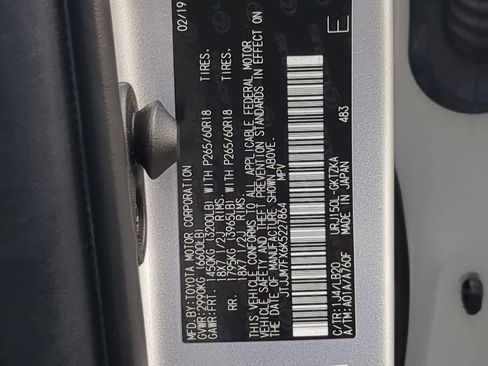 MFD.BY:TOYOTA MOTOR CORPORATION 02/19
GVWR:2990KG (6600LB)
GAWR:FRT. 1450KG (3200LB) WITH P265/60R18 TIRES.
18X7 1/2J RIMS.
RR. 1795KG (3965LB) WITH P265/60R18 TIRES.
18X7 1/2J RIMS.
THIS VEHICLE CONFORMS TO ALL APPLICABLE FEDERAL MOTOR
VEHICLE SAFETY AND THEFT PREVENTION STANDARDS IN EFFECT ON
THE DATE OF MANUFACTURE SHOWN ABOVE.
JTJJM7FX6K5227864 MPV
E
483
C/TR: 1J4/LB20 URJ150L-GKTZKA
A/TM: A01A/A760F MADE IN JAPAN